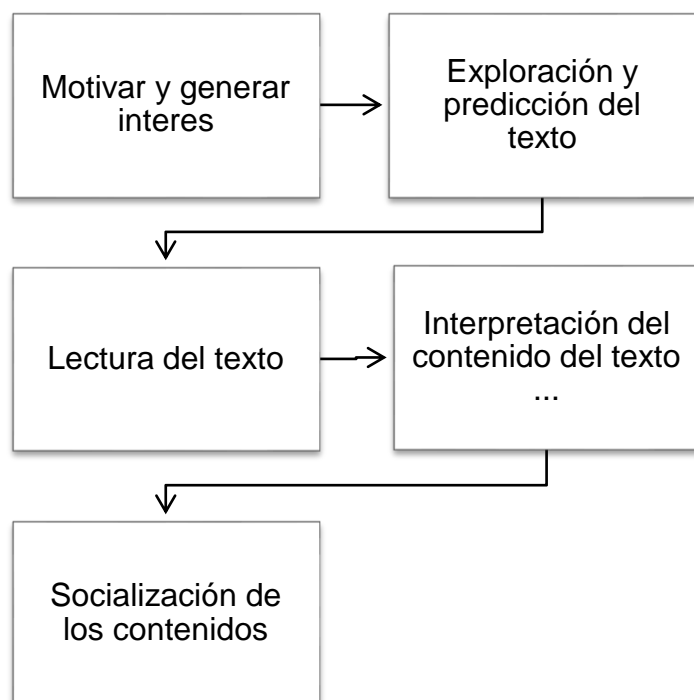 Motivar y generar
interes
Exploración y
predicción del
texto
Lectura del texto
Interpretación del
contenido del texto
...
Socialización de
los contenidos